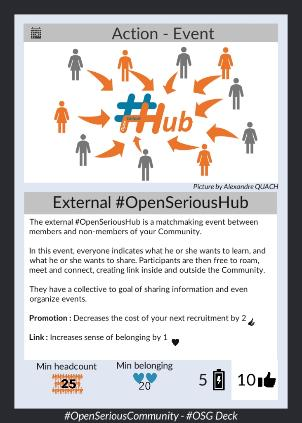 Action - Event
#Hub
Picture by Alexandre QUACH
External #OpenSeriousHub
The external #OpenSeriousHub is a matchmaking event between
members and non-members of your Community.
In this event, everyone indicates what he or she wants to learn, and
what he or she wants to share. Participants are then free to roam,
meet and connect, creating link inside and outside the Community.
They have a collective to goal of sharing information and even
organize events.
Promotion : Decreases the cost of your next recruitment by 2
Link : Increases sense of belonging by 1
Min headcount
25
Min belonging
20
5
10
#OpenSeriousCommunity - #OSG Deck